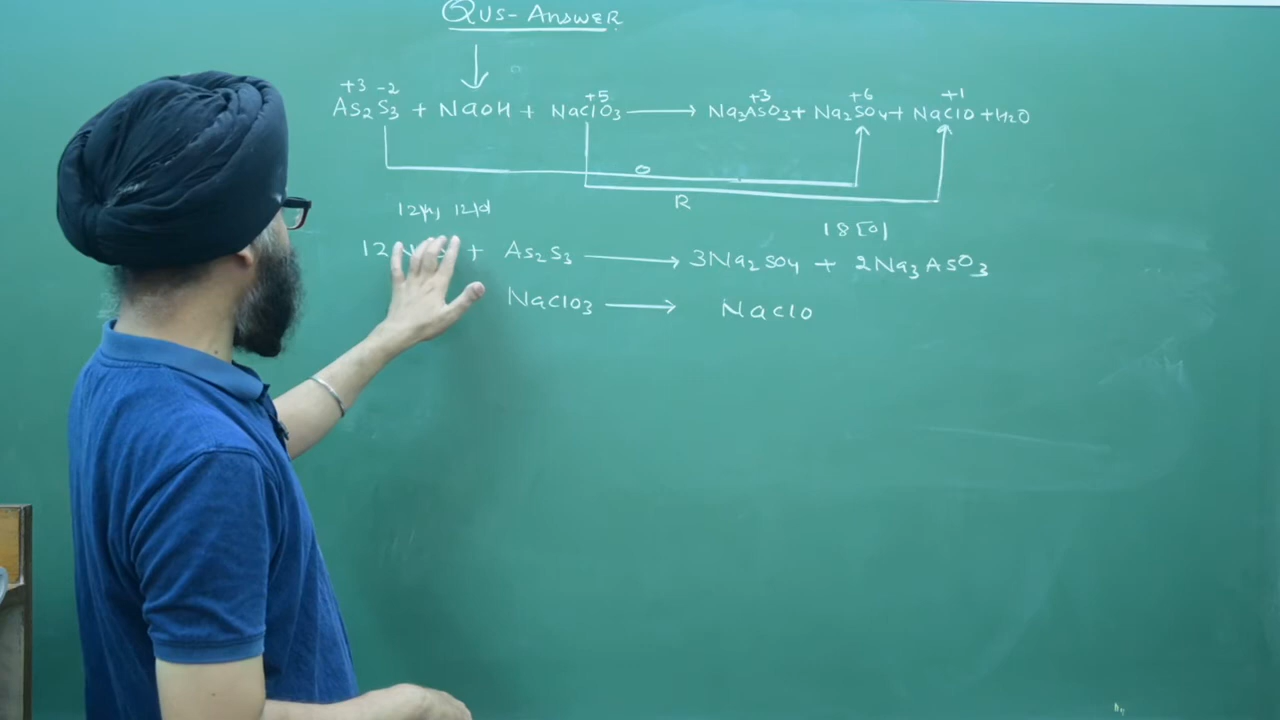 QUS-ANSWER
+3 -2 +5 +3 +6 +1
As2S3 + NaOH + NaClO3 → Na3AsO3 + Na2SO4 + NaClO + H2O
O
R
18[O]
12 + As2S3 → 3Na2SO4 + 2Na3AsO3
NaClO3 → NaClO